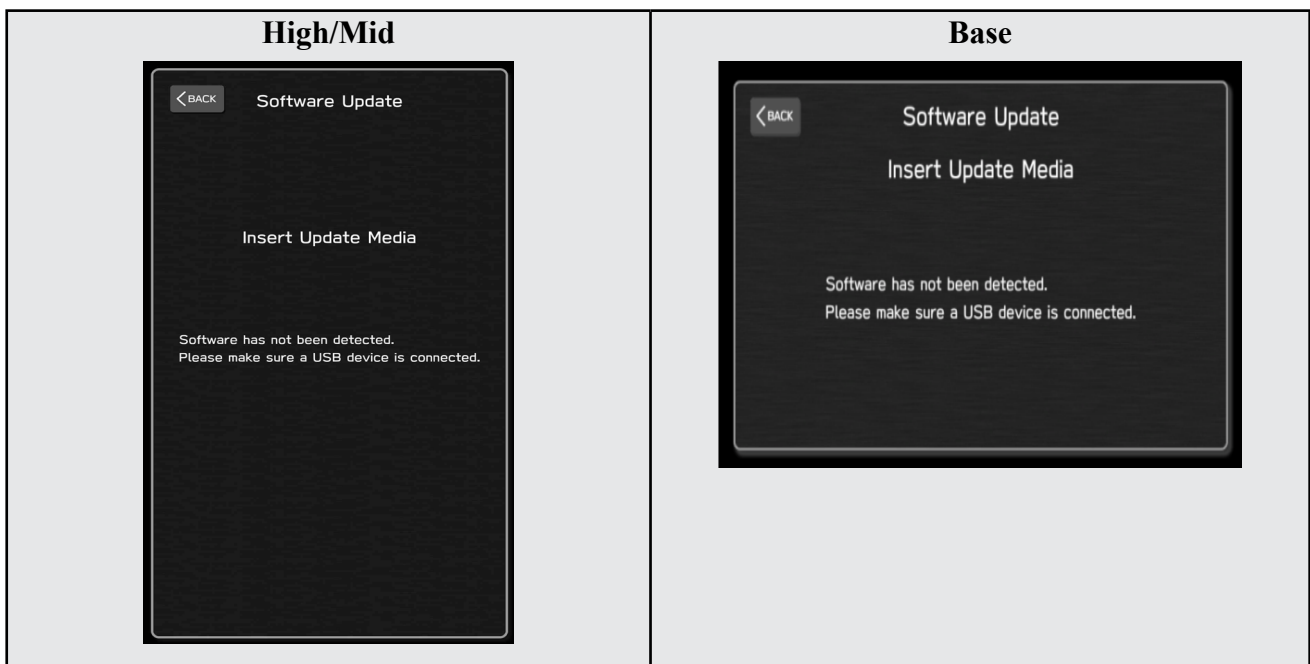 High/Mid
BACK Software Update
Insert Update Media
Software has not been detected.
Please make sure a USB device is connected.
Base
BACK Software Update
Insert Update Media
Software has not been detected.
Please make sure a USB device is connected.